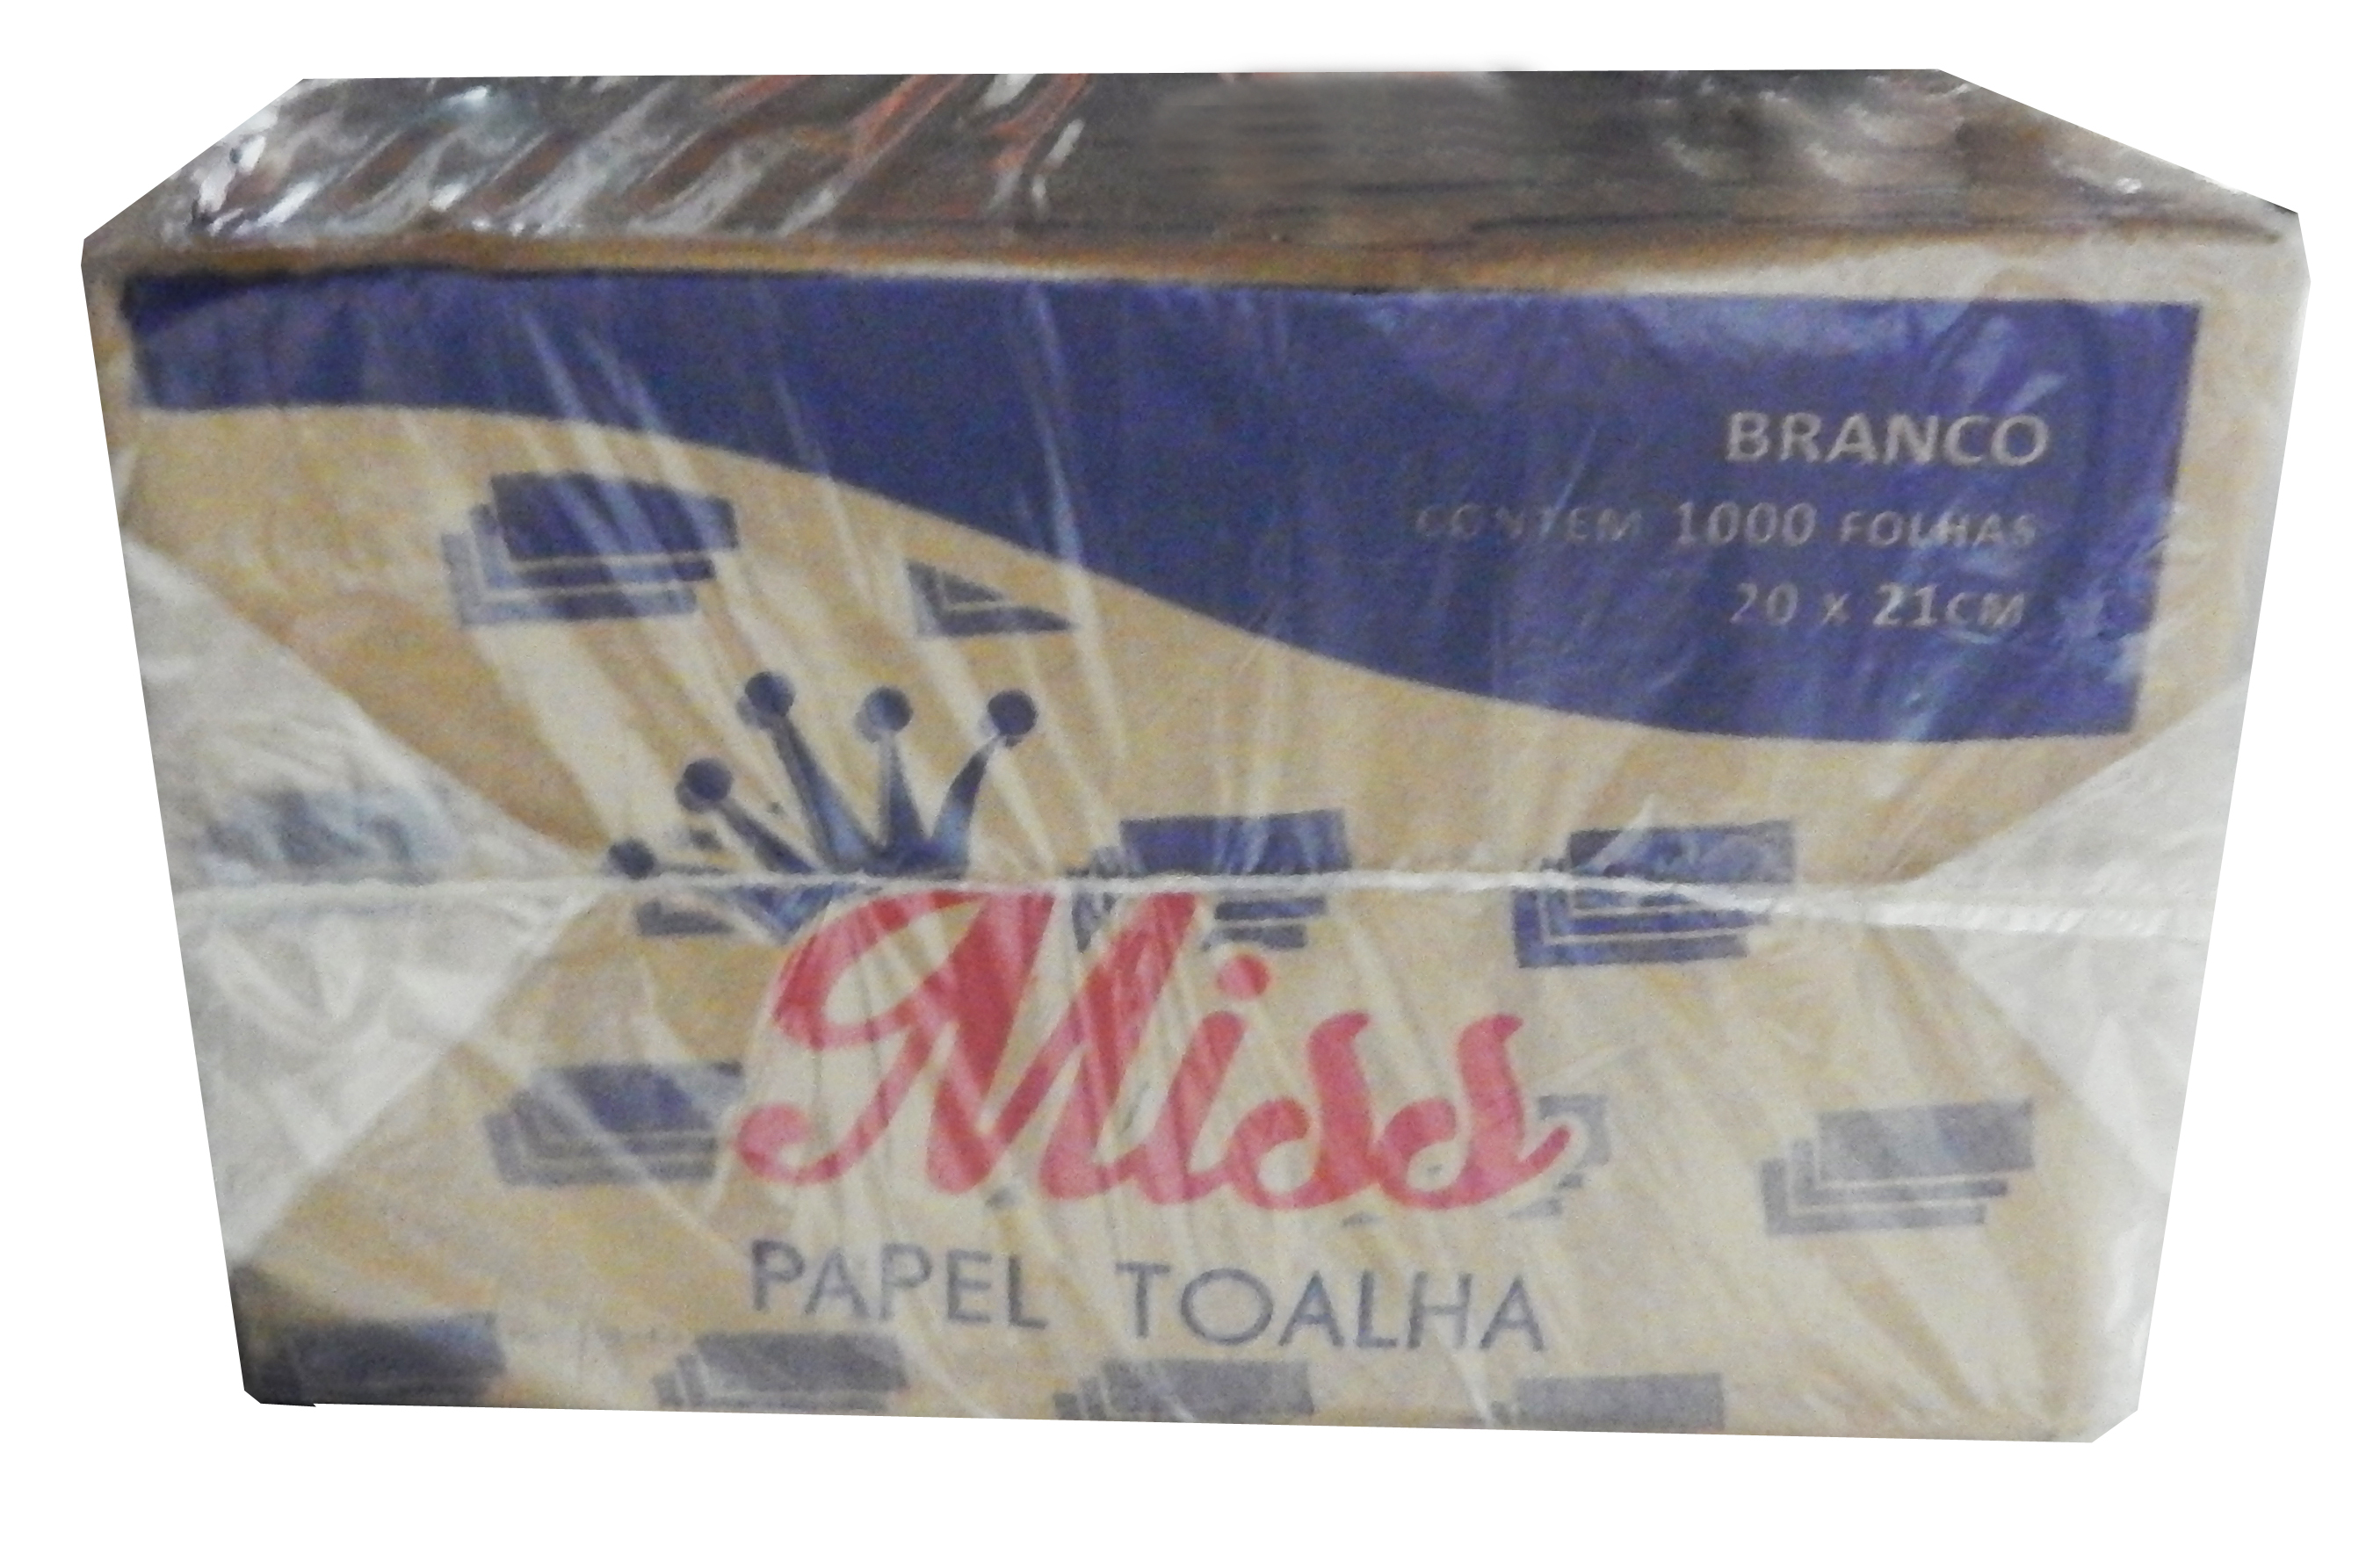 BRANCO
CONTEM 1000 FOLHAS
20 x 21CM
Miss
PAPEL TOALHA